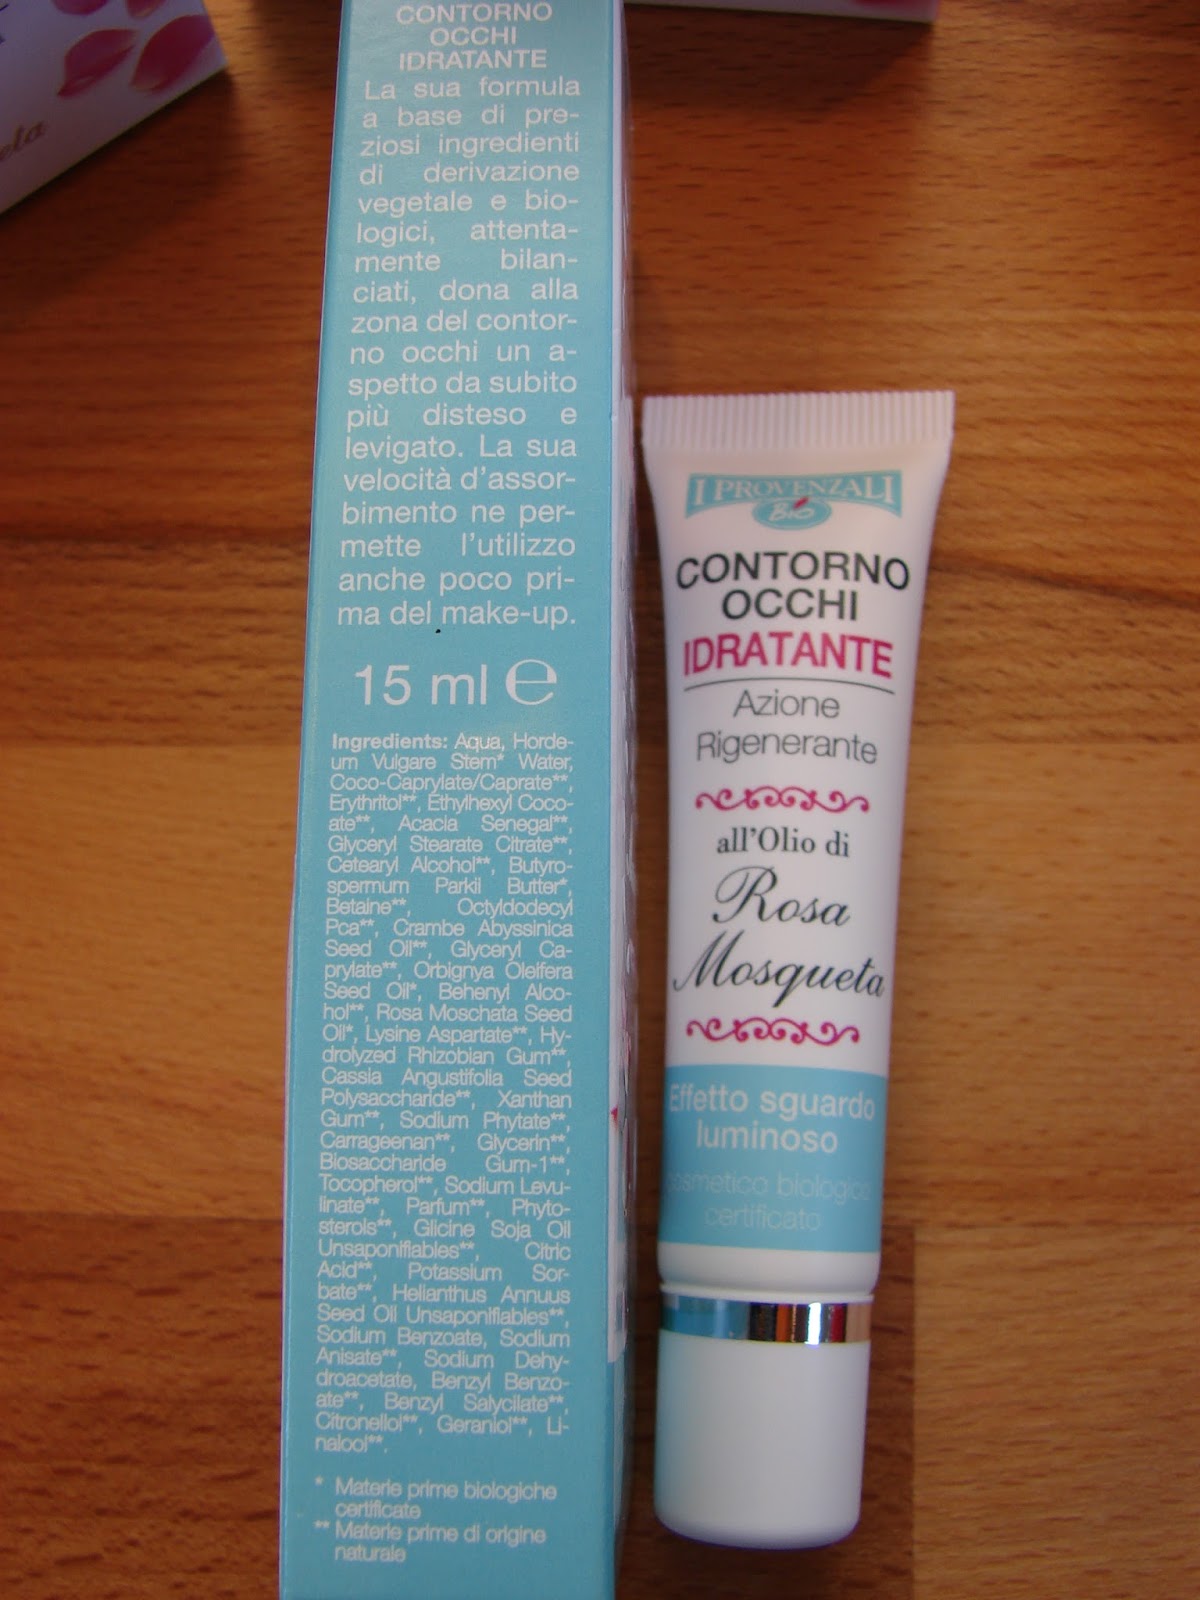 eta
CONTORNO
OCCHI
IDRATANTE
La sua formula
a base di pre-
ziosi ingredienti
di derivazione
vegetale e bio-
logici, attenta-
mente bilan-
ciati, dona alla
zona del contor-
no occhi un a-
spetto da subito
più disteso e
levigato. La sua
velocità d'assor-
bimento ne per-
mette l'utilizzo
anche poco pri-
ma del make-up.
15 ml ℮
Ingredients: Aqua, Horde-
um Vulgare Stem* Water,
Coco-Caprylate/Caprate**,
Erythritol**, Ethylhexyl Coco-
ate**, Acacia Senegal**,
Glyceryl Stearate Citrate**,
Cetearyl Alcohol**, Butyro-
spermum Parkii Butter*,
Betaine**, Octyldodecyl
Pca**, Crambe Abyssinica
Seed Oil**, Glyceryl Ca-
prylate**, Orbignya Oleifera
Seed Oil*, Behenyl Alco-
hol**, Rosa Moschata Seed
Oil*, Lysine Aspartate**, Hy-
drolyzed Rhizobian Gum**,
Cassia Angustifolia Seed
Polysaccharide**, Xanthan
Gum**, Sodium Phytate**,
Carrageenan**, Glycerin**,
Biosaccharide Gum-1**,
Tocopherol**, Sodium Levu-
linate**, Parfum**, Phyto-
sterols**, Glicine Soja Oil
Unsaponifiables**, Citric
Acid**, Potassium Sor-
bate**, Helianthus Annuus
Seed Oil Unsaponifiables**,
Sodium Benzoate, Sodium
Anisate**, Sodium Dehy-
droacetate, Benzyl Benzo-
ate**, Benzyl Salycilate**,
Citronellol**, Geraniol**, Li-
nalool**.
* Materie prime biologiche
certificate
** Materie prime di origine
naturale
I PROVENZALI
Bio
CONTORNO
OCCHI
IDRATANTE
Azione
Rigenerante
all'Olio di
Rosa
Mosqueta
Effetto sguardo
luminoso
cosmetico biologico
certificato